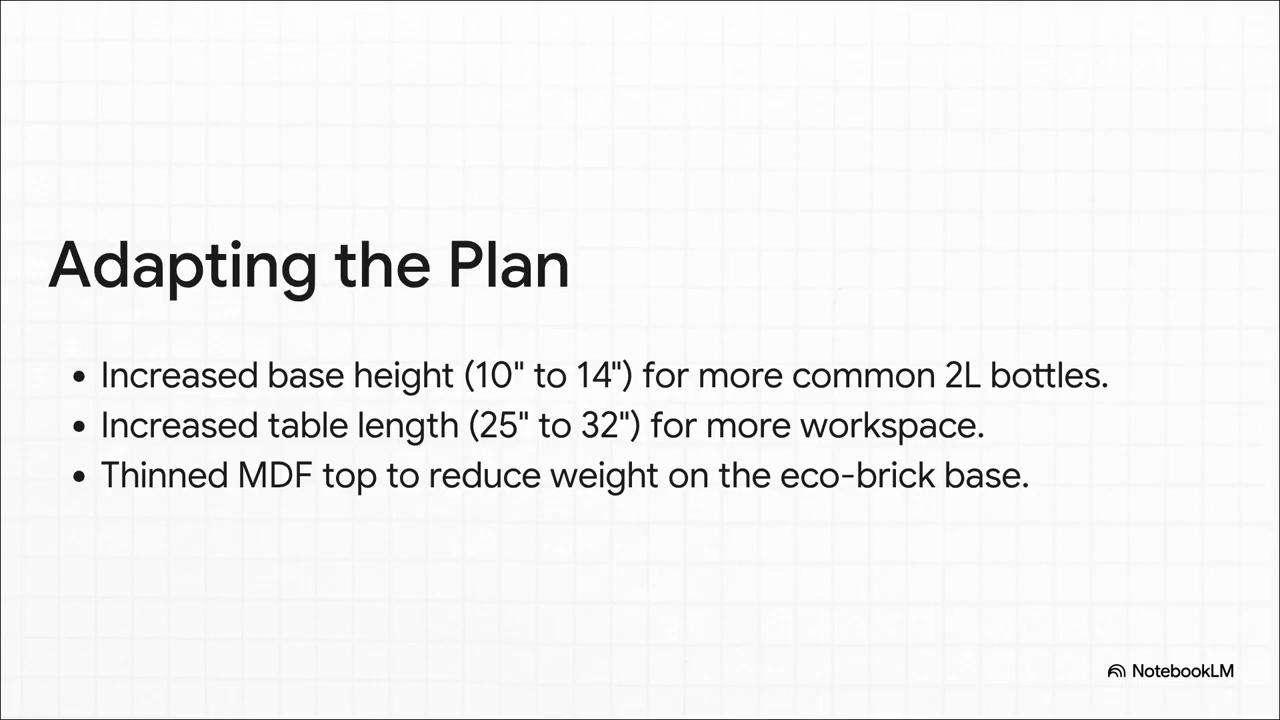 Adapting the Plan
• Increased base height (10" to 14") for more common 2L bottles.
• Increased table length (25" to 32") for more workspace.
• Thinned MDF top to reduce weight on the eco-brick base.
NotebookLM